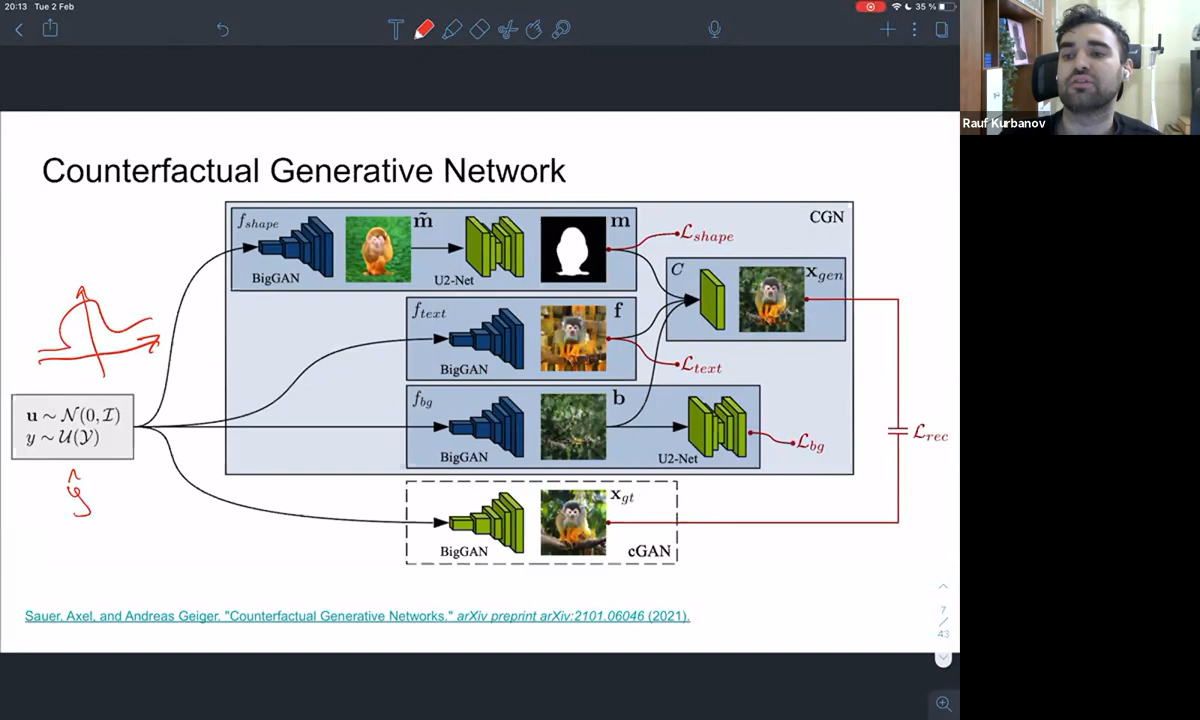 20:13 Tue 2 Feb
35 %
T
Rauf Kurbanov
Counterfactual Generative Network
CGN
f_shape
m̃
m
BigGAN
U2-Net
ℒ_shape
C
x_gen
f_text
f
BigGAN
ℒ_text
f_bg
b
BigGAN
U2-Net
ℒ_bg
u ∼ 𝒩(0, ℐ)
y ∼ 𝒰(𝒴)
ŷ
ℒ_rec
x_gt
BigGAN
cGAN
Sauer, Axel, and Andreas Geiger. "Counterfactual Generative Networks." arXiv preprint arXiv:2101.06046 (2021).
7
/
43